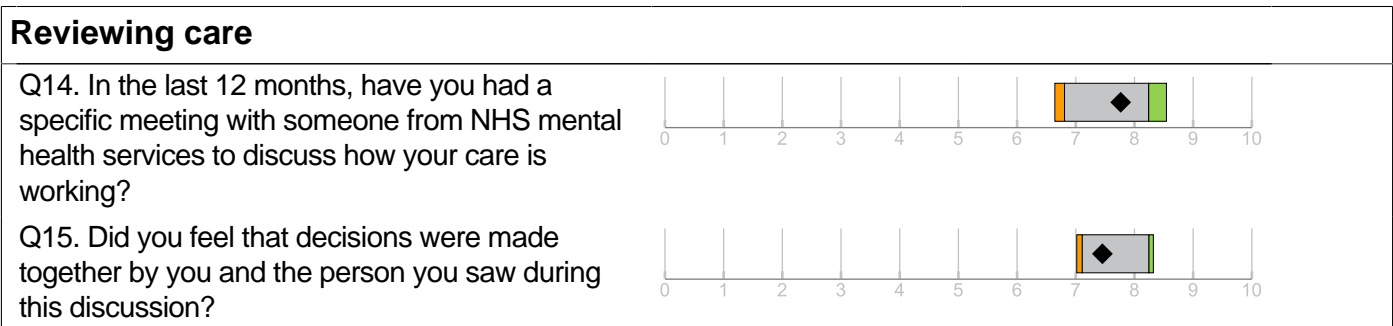 Reviewing care
Q14. In the last 12 months, have you had a
specific meeting with someone from NHS mental
health services to discuss how your care is
working?
0 1 2 3 4 5 6 7 8 9 10
Q15. Did you feel that decisions were made
together by you and the person you saw during
this discussion?
0 1 2 3 4 5 6 7 8 9 10